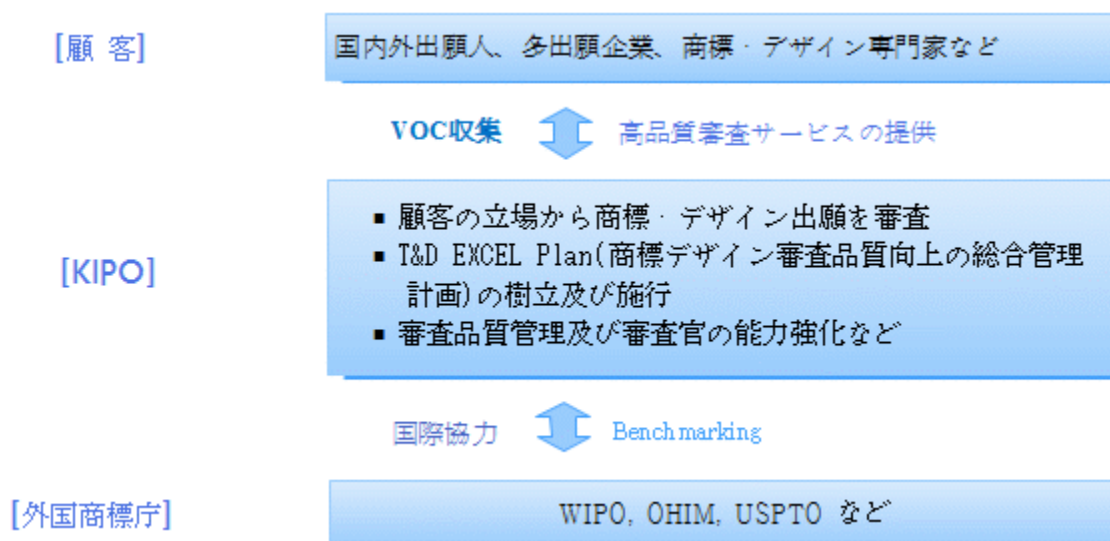 [顧 客]
国内外出願人、多出願企業、商標・デザイン専門家など
VOC収集 高品質審査サービスの提供
[KIPO]
▪ 顧客の立場から商標・デザイン出願を審査
▪ T&D EXCEL Plan(商標デザイン審査品質向上の総合管理
計画)の樹立及び施行
▪ 審査品質管理及び審査官の能力強化など
国際協力 Benchmarking
[外国商標庁]
WIPO, OHIM, USPTO など